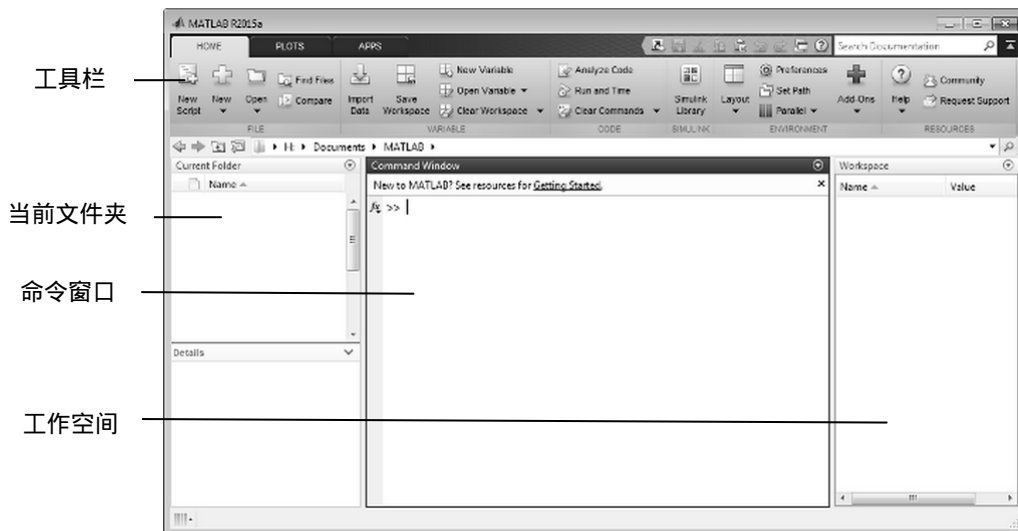 MATLAB R2015a
HOME PLOTS APPS Search Documentation
工具栏
New Script New Open Find Files Compare Import Data Save Workspace New Variable Open Variable Clear Workspace Analyze Code Run and Time Clear Commands Simulink Library Layout Preferences Set Path Parallel Add-Ons Help Community Request Support
FILE VARIABLE CODE SIMULINK ENVIRONMENT RESOURCES
H: Documents MATLAB
Current Folder Command Window Workspace
Name New to MATLAB? See resources for Getting Started. Name Value
当前文件夹
fx >>
命令窗口
Details
工作空间